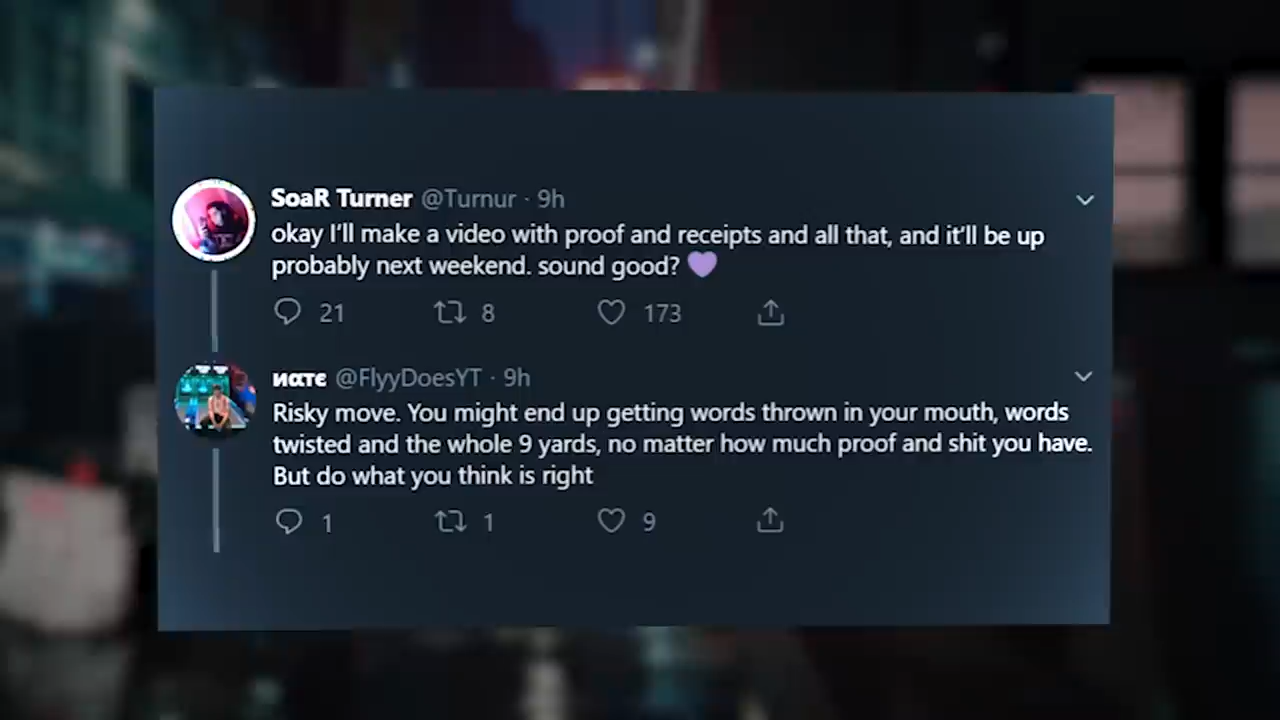 SoaR Turner @Turnur · 9h
okay I'll make a video with proof and receipts and all that, and it'll be up
probably next weekend. sound good? 💜
21 8 173
иαтє @FlyyDoesYT · 9h
Risky move. You might end up getting words thrown in your mouth, words
twisted and the whole 9 yards, no matter how much proof and shit you have.
But do what you think is right
1 1 9